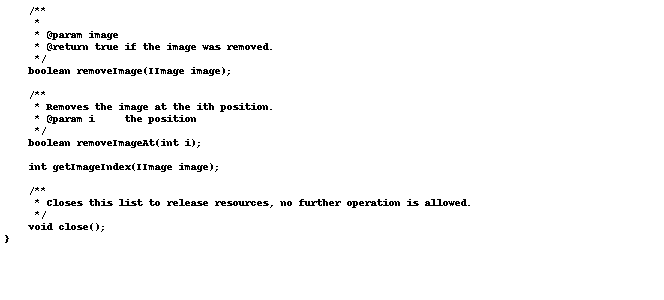 /**
 *
 * @param image
 * @return true if the image was removed.
 */
boolean removeImage(IImage image);
/**
 * Removes the image at the ith position.
 * @param i     the position
 */
boolean removeImageAt(int i);
int getImageIndex(IImage image);
/**
 * Closes this list to release resources, no further operation is allowed.
 */
void close();
}